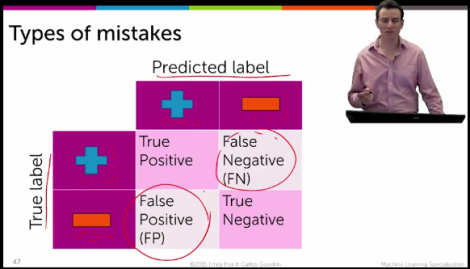 Types of mistakes
Predicted label
True label
True
Positive
False
Negative
(FN)
False
Positive
(FP)
True
Negative
47
©2015 Emily Fox & Carlos Guestrin
Machine Learning Specialization